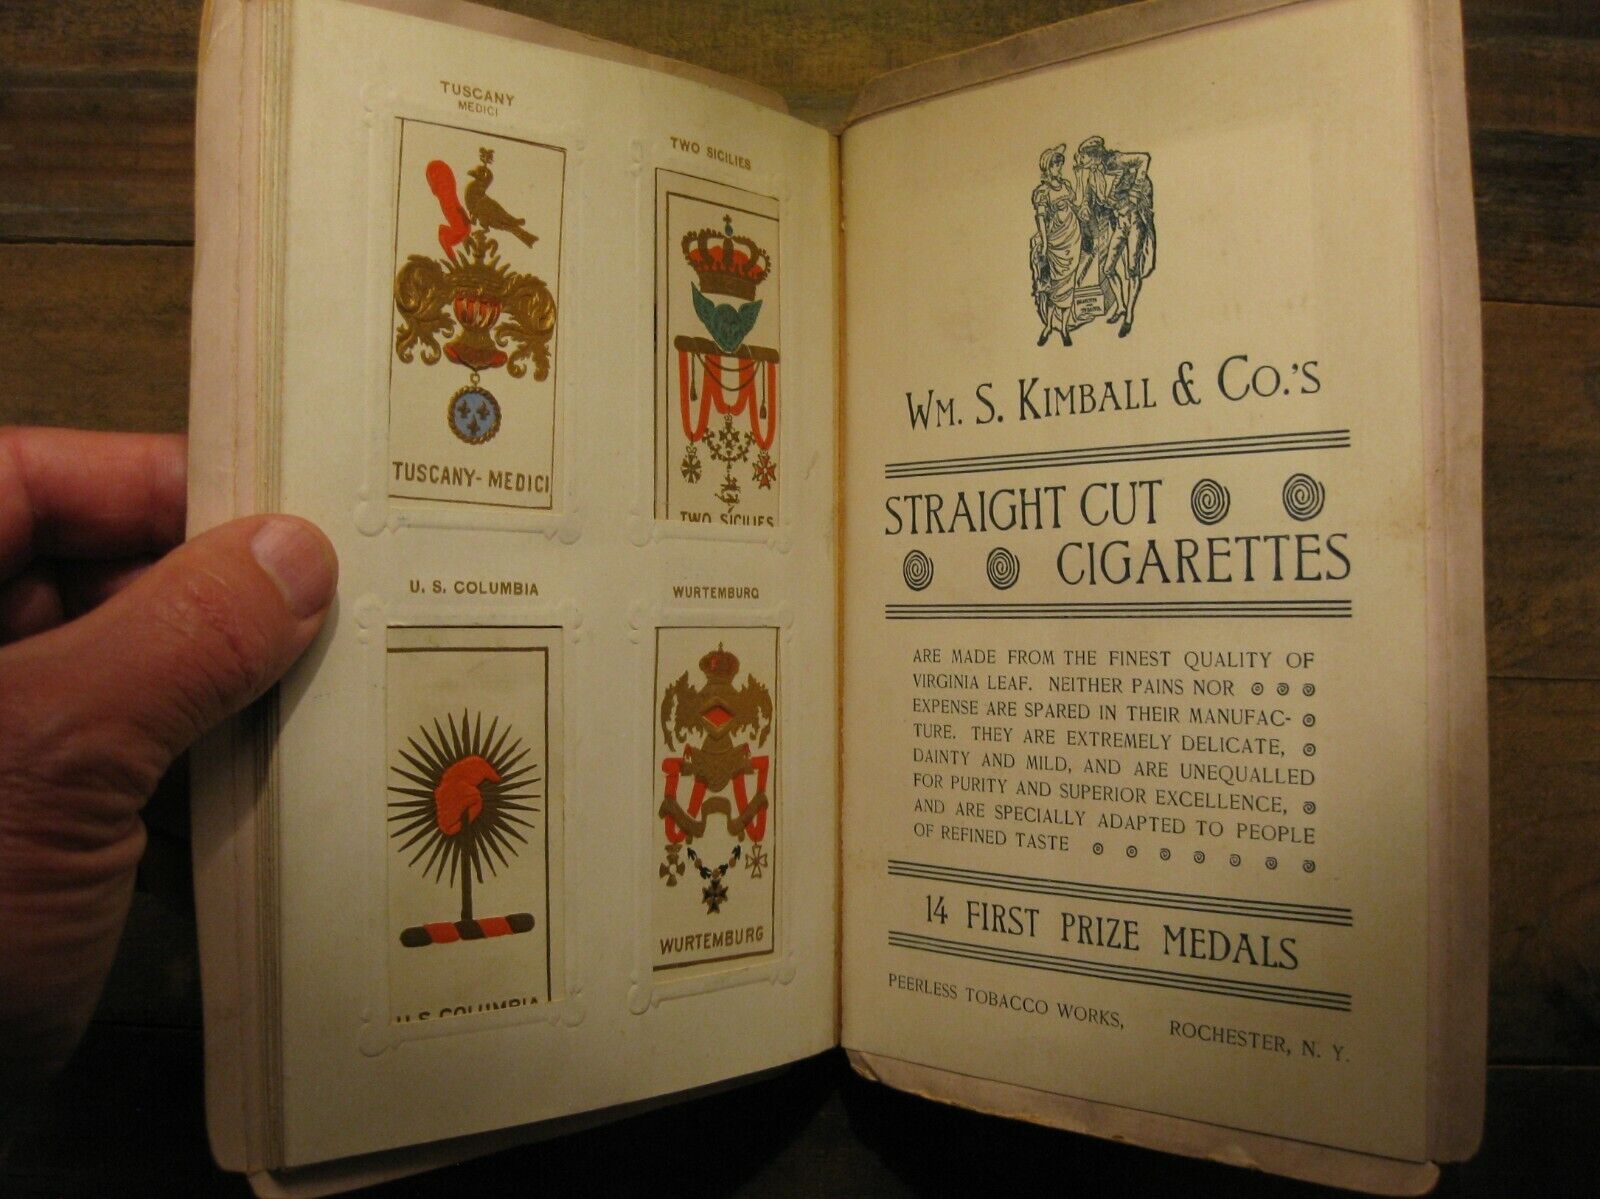 TUSCANY
MEDICI
TUSCANY-MEDICI
TWO SICILIES
TWO SICILIES
U. S. COLUMBIA
U.S. COLUMBIA
WURTEMBURG
WURTEMBURG
WM. S. KIMBALL & CO.'S
STRAIGHT CUT
CIGARETTES
ARE MADE FROM THE FINEST QUALITY OF
VIRGINIA LEAF. NEITHER PAINS NOR
EXPENSE ARE SPARED IN THEIR MANUFAC-
TURE. THEY ARE EXTREMELY DELICATE,
DAINTY AND MILD, AND ARE UNEQUALLED
FOR PURITY AND SUPERIOR EXCELLENCE,
AND ARE SPECIALLY ADAPTED TO PEOPLE
OF REFINED TASTE
14 FIRST PRIZE MEDALS
PEERLESS TOBACCO WORKS, ROCHESTER, N. Y.